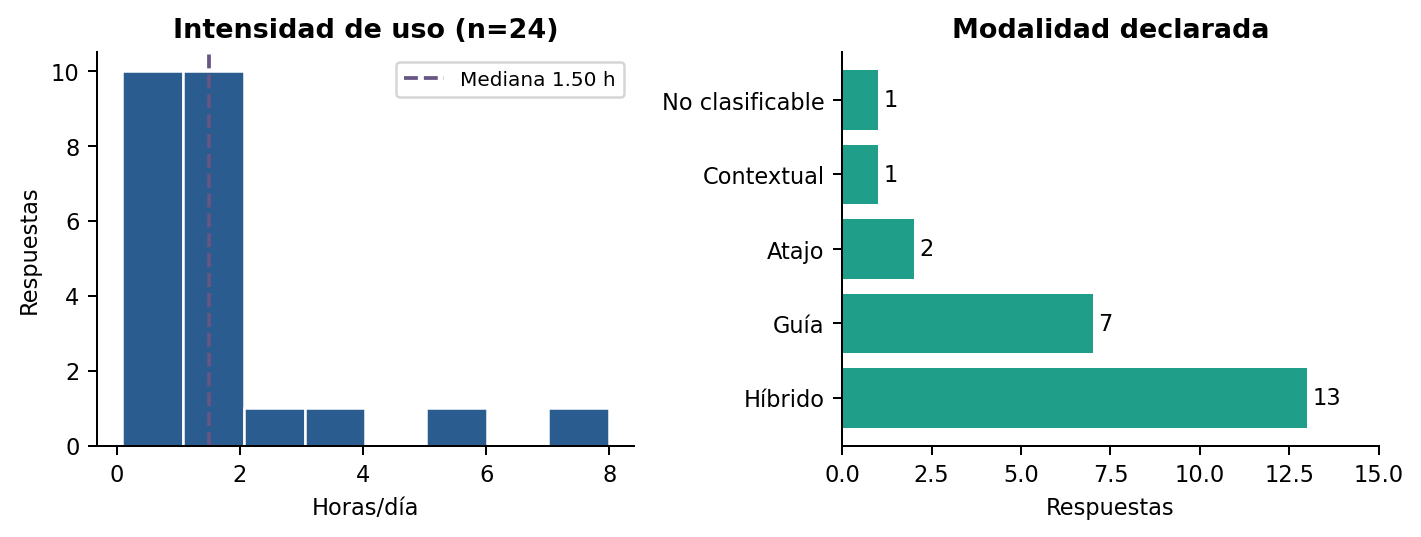 Intensidad de uso (n=24)
Mediana 1.50 h
Respuestas
10
8
6
4
2
0
0 2 4 6 8
Horas/día
Modalidad declarada
No clasificable 1
Contextual 1
Atajo 2
Guía 7
Híbrido 13
0.0 2.5 5.0 7.5 10.0 12.5 15.0
Respuestas